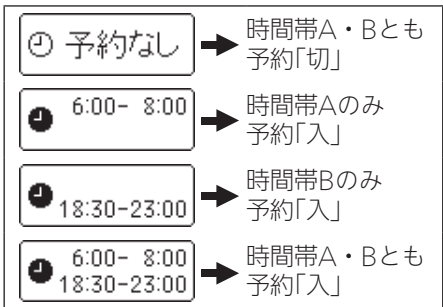 予約なし
時間帯A・Bとも
予約「切」
6:00- 8:00
時間帯Aのみ
予約「入」
18:30-23:00
時間帯Bのみ
予約「入」
6:00- 8:00
18:30-23:00
時間帯A・Bとも
予約「入」